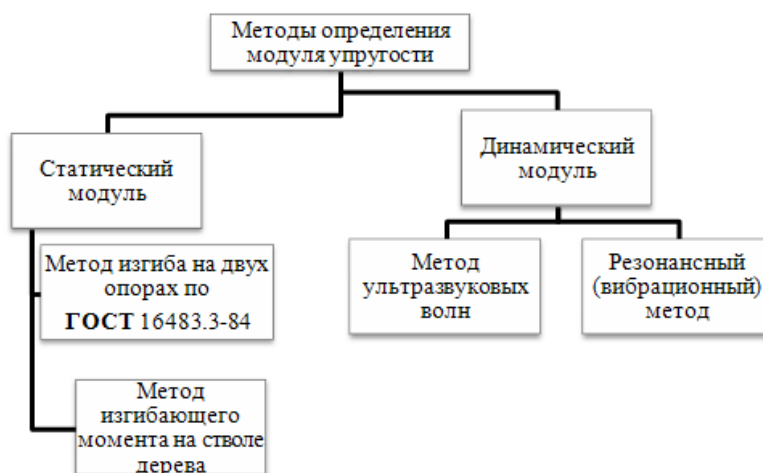 Методы определения
модуля упругости
Статический
модуль
Динамический
модуль
Метод изгиба на двух
опорах по
ГОСТ 16483.3-84
Метод
ультразвуковых
волн
Резонансный
(вибрационный)
метод
Метод
изгибающего
момента на стволе
дерева